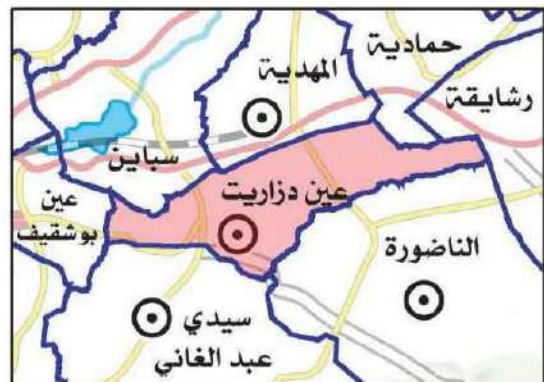 حمادية
المهدية
رشايقة
سباين
عين
بوشقيف
عين دزاريت
الناضورة
سيدي
عبد الغاني